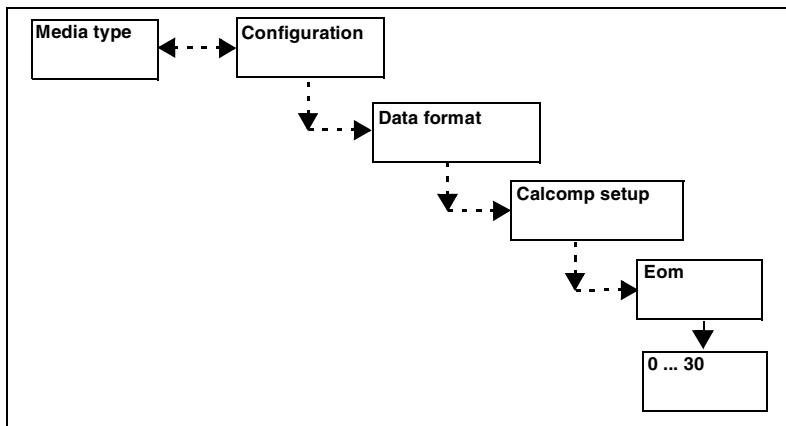 Media type
Configuration
Data format
Calcomp setup
Eom
0 ... 30